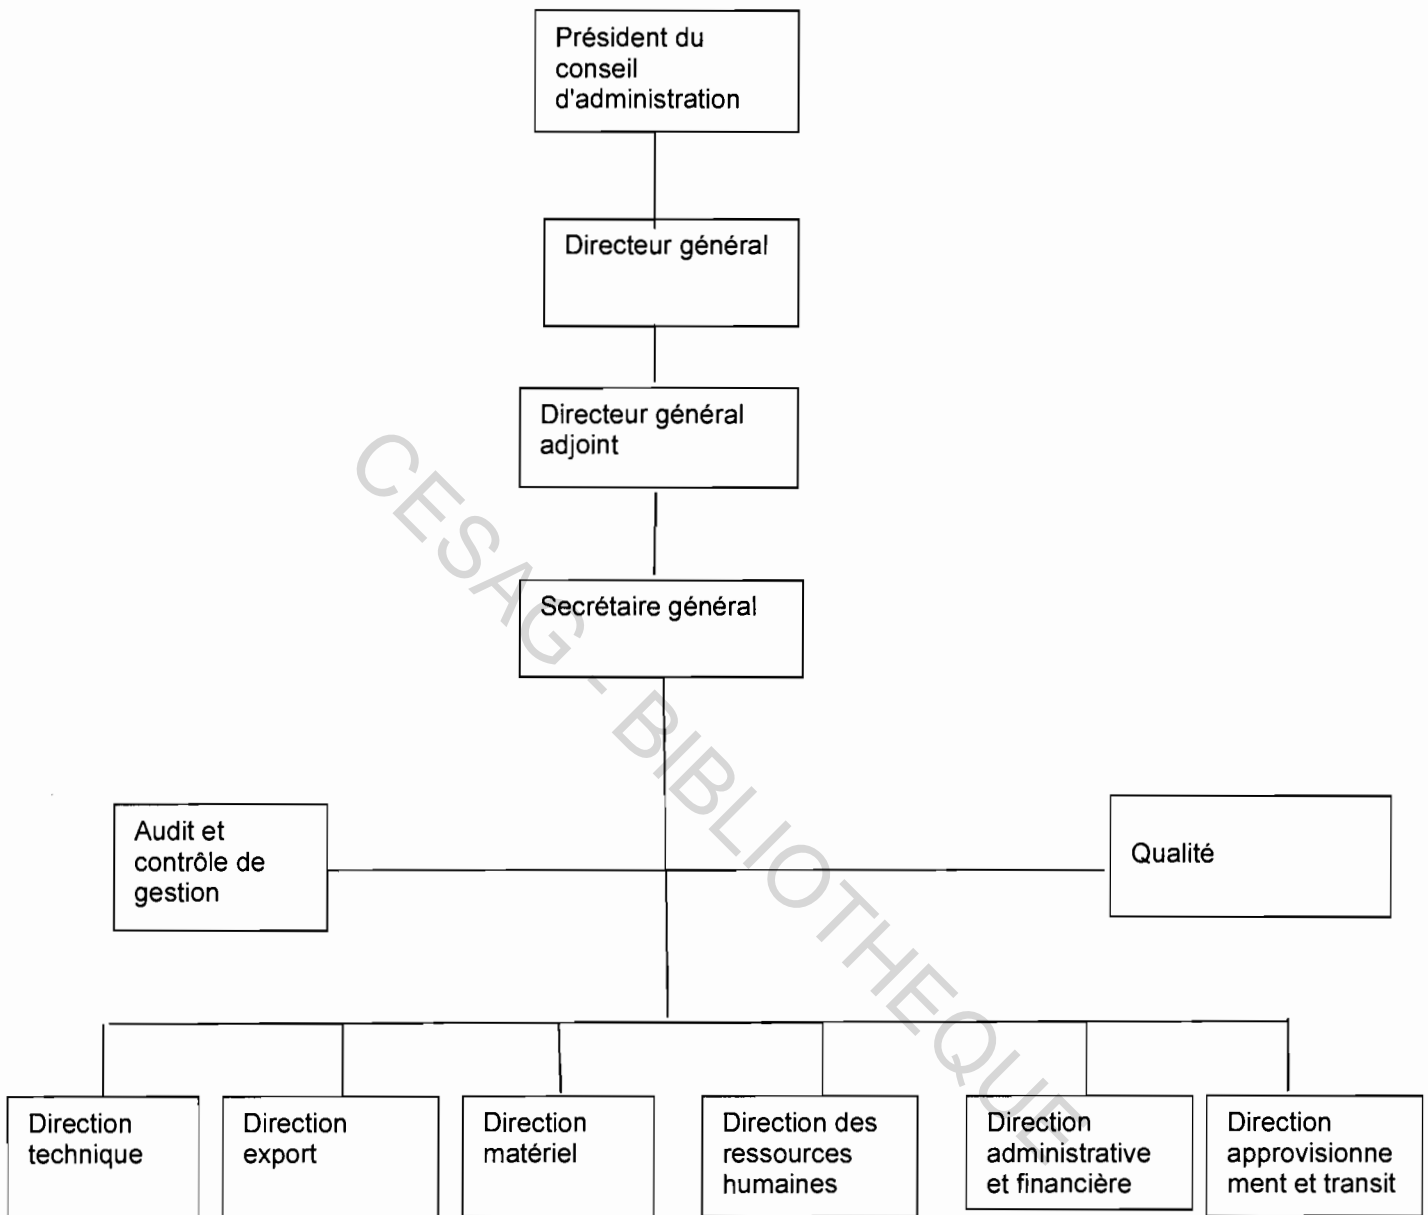 Président du
conseil
d'administration
Directeur général
Directeur général
adjoint
Secrétaire général
CESAG - BIBLIOTHEQUE
Audit et
contrôle de
gestion
Qualité
Direction
technique
Direction
export
Direction
matériel
Direction des
ressources
humaines
Direction
administrative
et financière
Direction
approvisionne
ment et transit